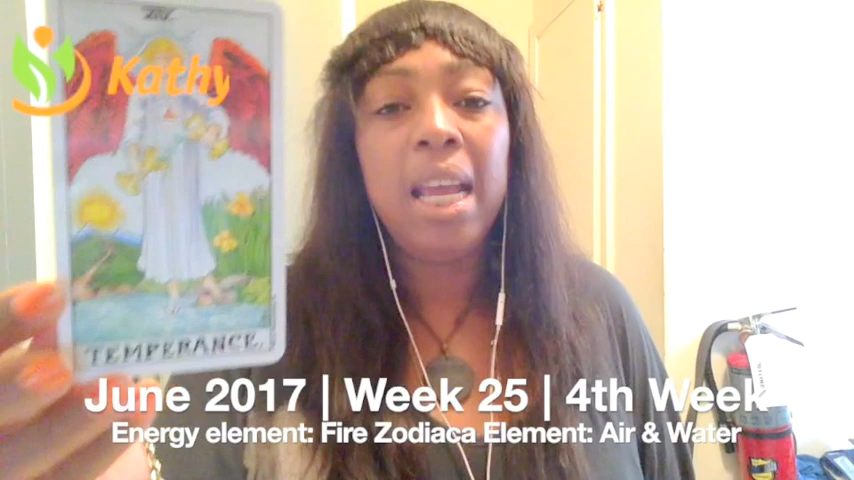 XIV
Kathy
TEMPERANCE.
June 2017 | Week 25 | 4th Week
Energy element: Fire Zodiaca Element: Air & Water